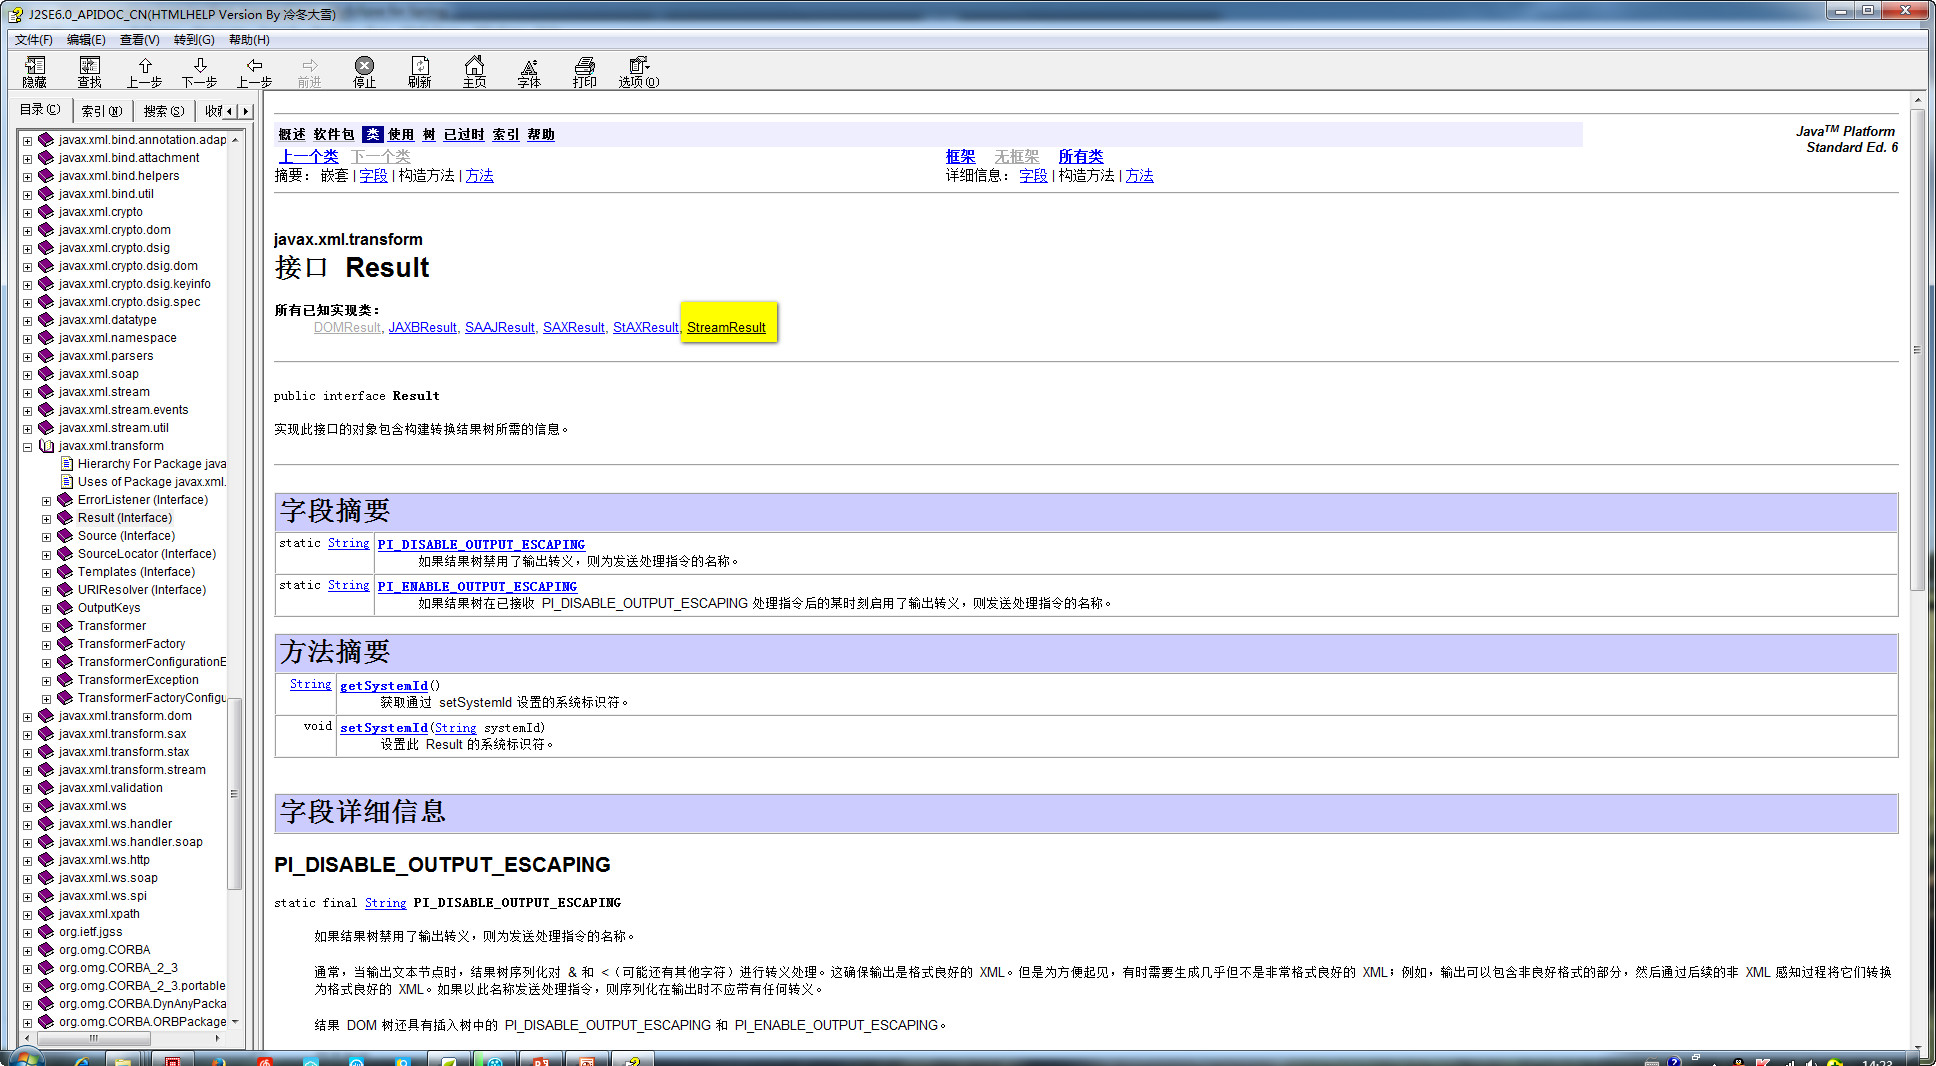 J2SE6.0_APIDOC_CN(HTMLHELP Version By 冷冬大雪)
文件(F) 编辑(E) 查看(V) 转到(G) 帮助(H)
隐藏 查找 上一步 下一步 上一步 前进 停止 刷新 主页 字体 打印 选项(O)
目录(C) 索引(N) 搜索(S)
javax.xml.bind.annotation.adap
javax.xml.bind.attachment
javax.xml.bind.helpers
javax.xml.bind.util
javax.xml.crypto
javax.xml.crypto.dom
javax.xml.crypto.dsig
javax.xml.crypto.dsig.dom
javax.xml.crypto.dsig.keyinfo
javax.xml.crypto.dsig.spec
javax.xml.datatype
javax.xml.namespace
javax.xml.parsers
javax.xml.soap
javax.xml.stream
javax.xml.stream.events
javax.xml.stream.util
javax.xml.transform
Hierarchy For Package java
Uses of Package javax.xml.
ErrorListener (Interface)
Result (Interface)
Source (Interface)
SourceLocator (Interface)
Templates (Interface)
URIResolver (Interface)
OutputKeys
Transformer
TransformerFactory
TransformerConfigurationE
TransformerException
TransformerFactoryConfigu
javax.xml.transform.dom
javax.xml.transform.sax
javax.xml.transform.stax
javax.xml.transform.stream
javax.xml.validation
javax.xml.ws
javax.xml.ws.handler
javax.xml.ws.handler.soap
javax.xml.ws.http
javax.xml.ws.soap
javax.xml.ws.spi
javax.xml.xpath
org.ietf.jgss
org.omg.CORBA
org.omg.CORBA_2_3
org.omg.CORBA_2_3.portable
org.omg.CORBA.DynAnyPacka
org.omg.CORBA.ORBPackage
概述 软件包 类 使用 树 已过时 索引 帮助
Java™ Platform
Standard Ed. 6
上一个类 下一个类 框架 无框架 所有类
摘要： 嵌套 | 字段 | 构造方法 | 方法 详细信息： 字段 | 构造方法 | 方法
javax.xml.transform
接口 Result
所有已知实现类：
DOMResult, JAXBResult, SAAJResult, SAXResult, StAXResult, StreamResult
public interface Result
实现此接口的对象包含构建转换结果树所需的信息。
字段摘要
static String PI_DISABLE_OUTPUT_ESCAPING
如果结果树禁用了输出转义，则为发送处理指令的名称。
static String PI_ENABLE_OUTPUT_ESCAPING
如果结果树在已接收 PI_DISABLE_OUTPUT_ESCAPING 处理指令后的某时刻启用了输出转义，则发送处理指令的名称。
方法摘要
String getSystemId()
获取通过 setSystemId 设置的系统标识符。
void setSystemId(String systemId)
设置此 Result 的系统标识符。
字段详细信息
PI_DISABLE_OUTPUT_ESCAPING
static final String PI_DISABLE_OUTPUT_ESCAPING
如果结果树禁用了输出转义，则为发送处理指令的名称。
通常，当输出文本节点时，结果树序列化对 & 和 <（可能还有其他字符）进行转义处理。这确保输出是格式良好的 XML。但是为方便起见，有时需要生成几乎但不是非常格式良好的 XML；例如，输出可以包含非良好格式的部分，然后通过后续的非 XML 感知过程将它们转换
为格式良好的 XML。如果以此名称发送处理指令，则序列化在输出时不应带有任何转义。
结果 DOM 树还具有插入树中的 PI_DISABLE_OUTPUT_ESCAPING 和 PI_ENABLE_OUTPUT_ESCAPING。